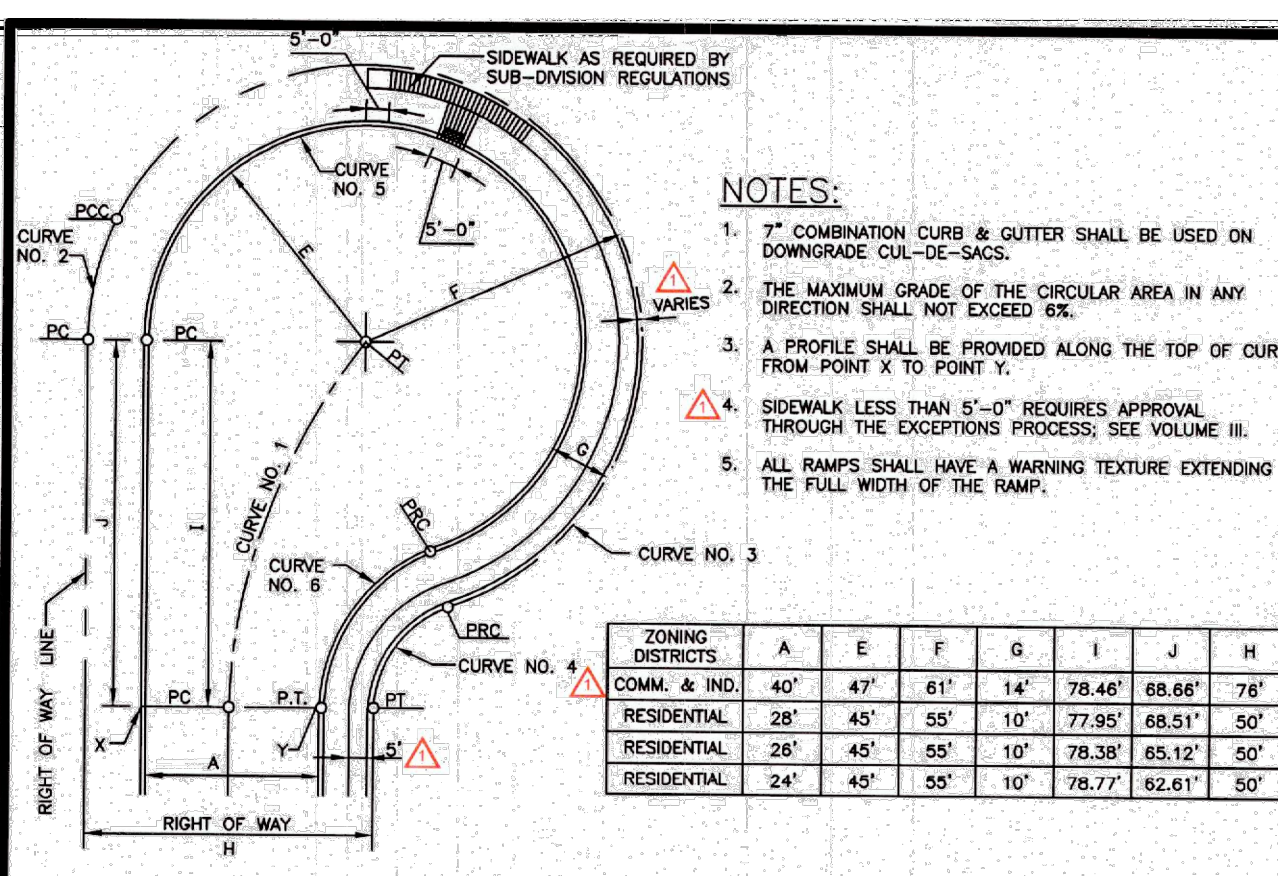 5'-0"
SIDEWALK AS REQUIRED BY
SUB-DIVISION REGULATIONS
CURVE
NO. 5
5'-0"
PCC
CURVE
NO. 2
E
F
1
VARIES
PC
PC
PT
G
J
I
CURVE NO. 1
PRC
CURVE
NO. 6
CURVE NO. 3
PRC
CURVE NO. 4
RIGHT OF WAY LINE
PC
P.T.
PT
X
Y
A
5'
1
RIGHT OF WAY
H
NOTES:
1. 7" COMBINATION CURB & GUTTER SHALL BE USED ON
DOWNGRADE CUL-DE-SACS.
2. THE MAXIMUM GRADE OF THE CIRCULAR AREA IN ANY
DIRECTION SHALL NOT EXCEED 6%.
3. A PROFILE SHALL BE PROVIDED ALONG THE TOP OF CUR
FROM POINT X TO POINT Y.
1 4. SIDEWALK LESS THAN 5'-0" REQUIRES APPROVAL
THROUGH THE EXCEPTIONS PROCESS; SEE VOLUME III.
5. ALL RAMPS SHALL HAVE A WARNING TEXTURE EXTENDING
THE FULL WIDTH OF THE RAMP.
ZONING
DISTRICTS A E F G I J H
1 COMM. & IND. 40' 47' 61' 14' 78.46' 68.66' 76'
RESIDENTIAL 28' 45' 55' 10' 77.95' 68.51' 50'
RESIDENTIAL 26' 45' 55' 10' 78.38' 65.12' 50'
RESIDENTIAL 24' 45' 55' 10' 78.77' 62.61' 50'